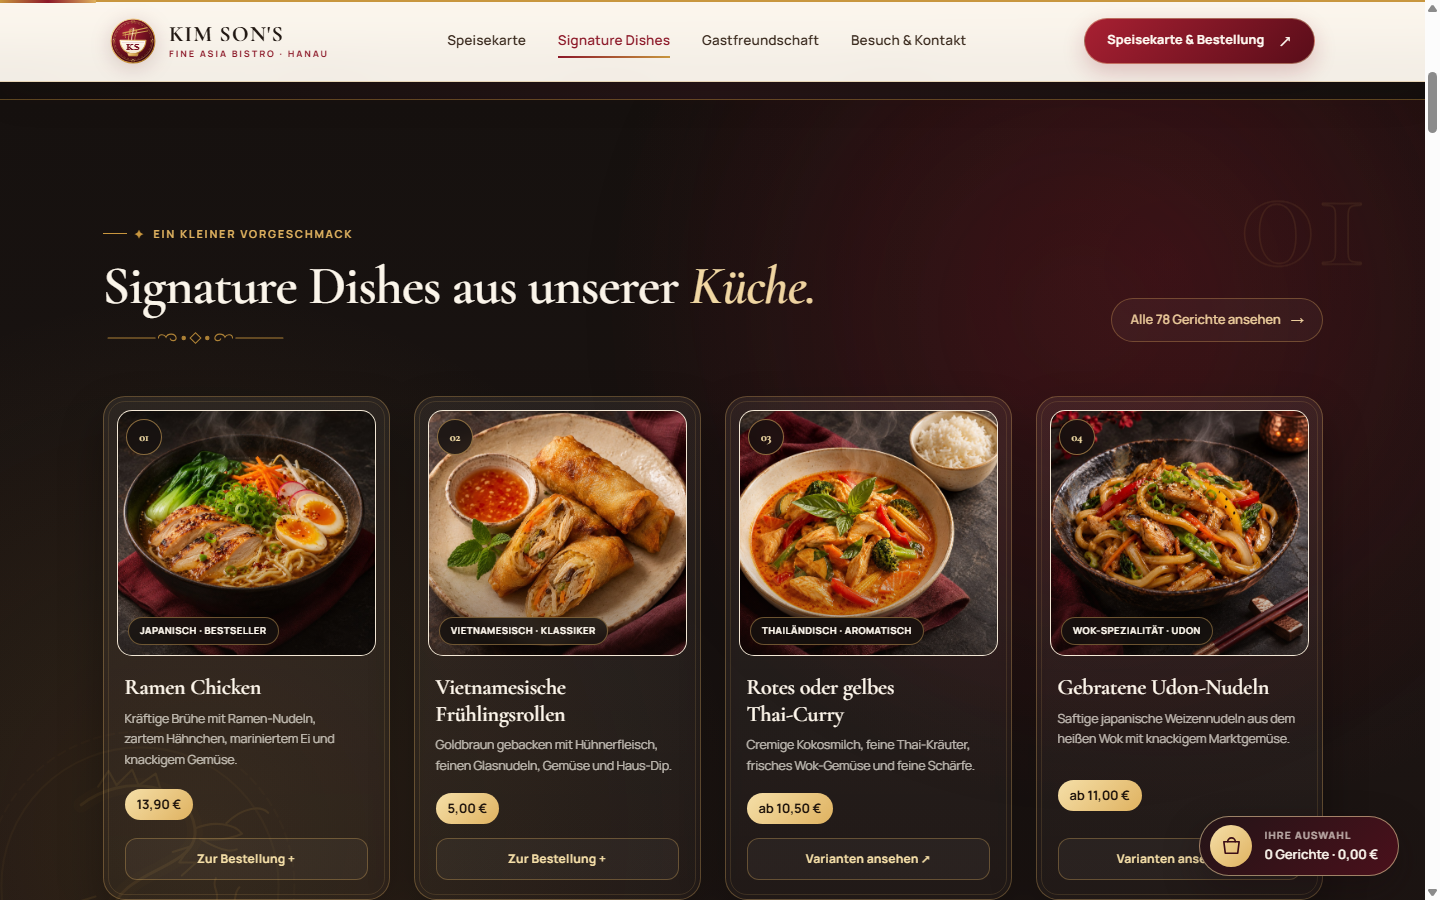 KIM SON'S
FINE ASIA BISTRO · HANAU
KS
Speisekarte
Signature Dishes
Gastfreundschaft
Besuch & Kontakt
Speisekarte & Bestellung ↗
01
EIN KLEINER VORGESCHMACK
Signature Dishes aus unserer Küche.
Alle 78 Gerichte ansehen →
01
JAPANISCH · BESTSELLER
Ramen Chicken
Kräftige Brühe mit Ramen-Nudeln,
zartem Hähnchen, mariniertem Ei und
knackigem Gemüse.
13,90 €
Zur Bestellung +
02
VIETNAMESISCH · KLASSIKER
Vietnamesische
Frühlingsrollen
Goldbraun gebacken mit Hühnerfleisch,
feinen Glasnudeln, Gemüse und Haus-Dip.
5,00 €
Zur Bestellung +
03
THAILÄNDISCH · AROMATISCH
Rotes oder gelbes
Thai-Curry
Cremige Kokosmilch, feine Thai-Kräuter,
frisches Wok-Gemüse und feine Schärfe.
ab 10,50 €
Varianten ansehen ↗
04
WOK-SPEZIALITÄT · UDON
Gebratene Udon-Nudeln
Saftige japanische Weizennudeln aus dem
heißen Wok mit knackigem Marktgemüse.
ab 11,00 €
Varianten anse
IHRE AUSWAHL
0 Gerichte · 0,00 €